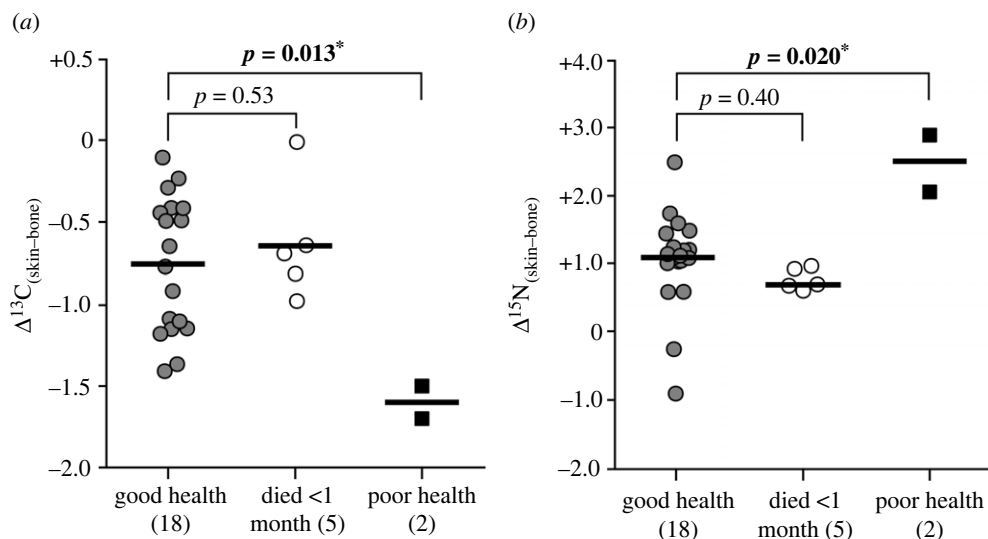 (a)
+0.5
0
–0.5
–1.0
–1.5
–2.0
Δ13C(skin–bone)
p = 0.013*
p = 0.53
good health
(18)
died <1
month (5)
poor health
(2)
(b)
+4.0
+3.0
+2.0
+1.0
0
–1.0
–2.0
Δ15N(skin–bone)
p = 0.020*
p = 0.40
good health
(18)
died <1
month (5)
poor health
(2)